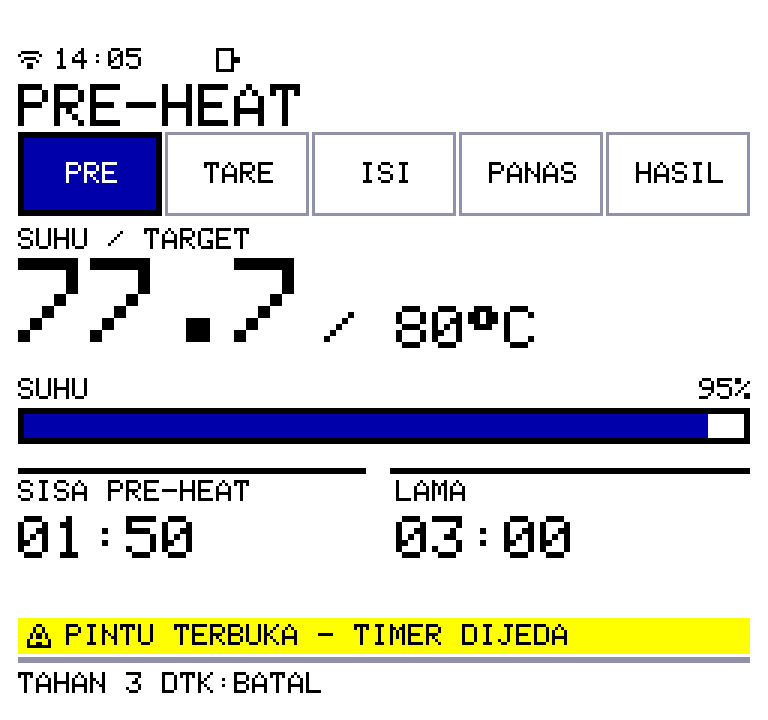 14:05
PRE-HEAT
PRE TARE ISI PANAS HASIL
SUHU / TARGET
77.7 / 80°C
SUHU 95%
SISA PRE-HEAT LAMA
01:50 03:00
PINTU TERBUKA - TIMER DIJEDA
TAHAN 3 DTK:BATAL